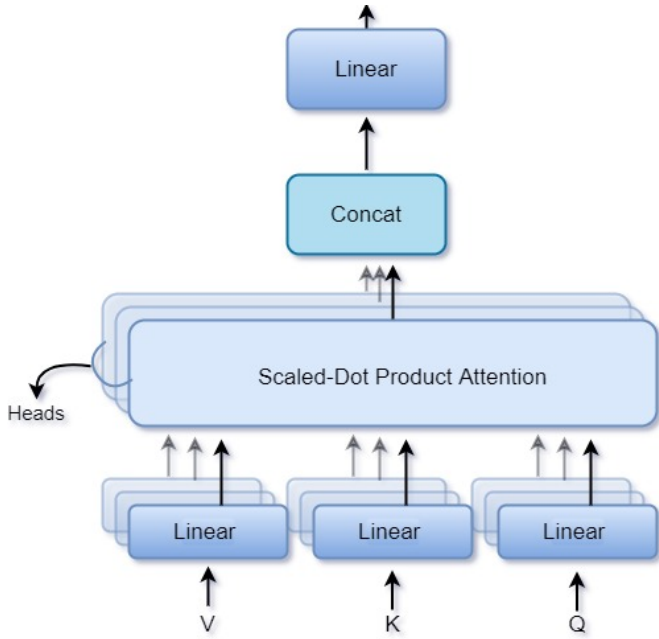 Linear
Concat
Scaled-Dot Product Attention
Heads
Linear
Linear
Linear
V
K
Q